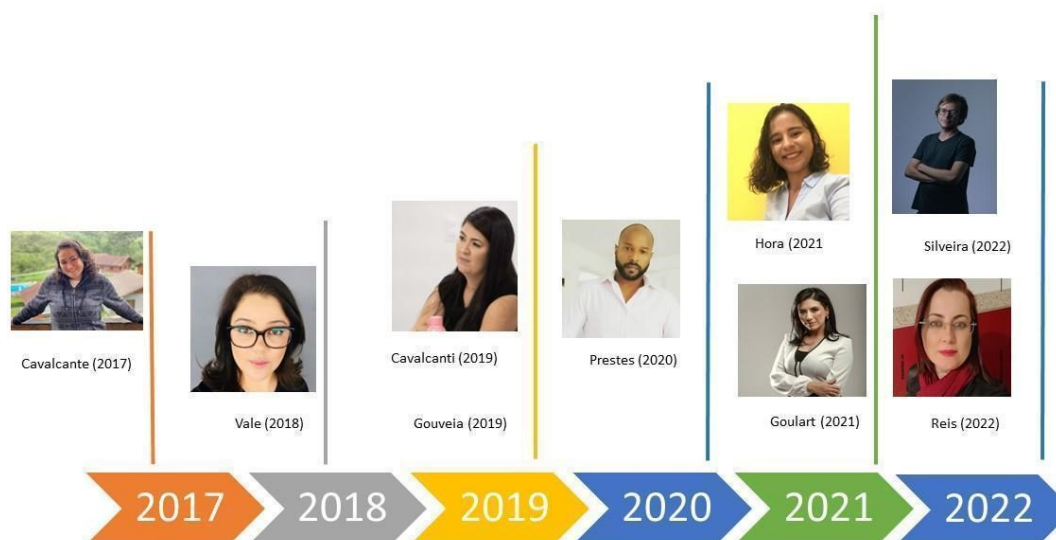 Hora (2021
Silveira (2022)
Cavalcante (2017)
Cavalcanti (2019)
Prestes (2020)
Vale (2018)
Gouveia (2019)
Goulart (2021)
Reis (2022)
2017
2018
2019
2020
2021
2022